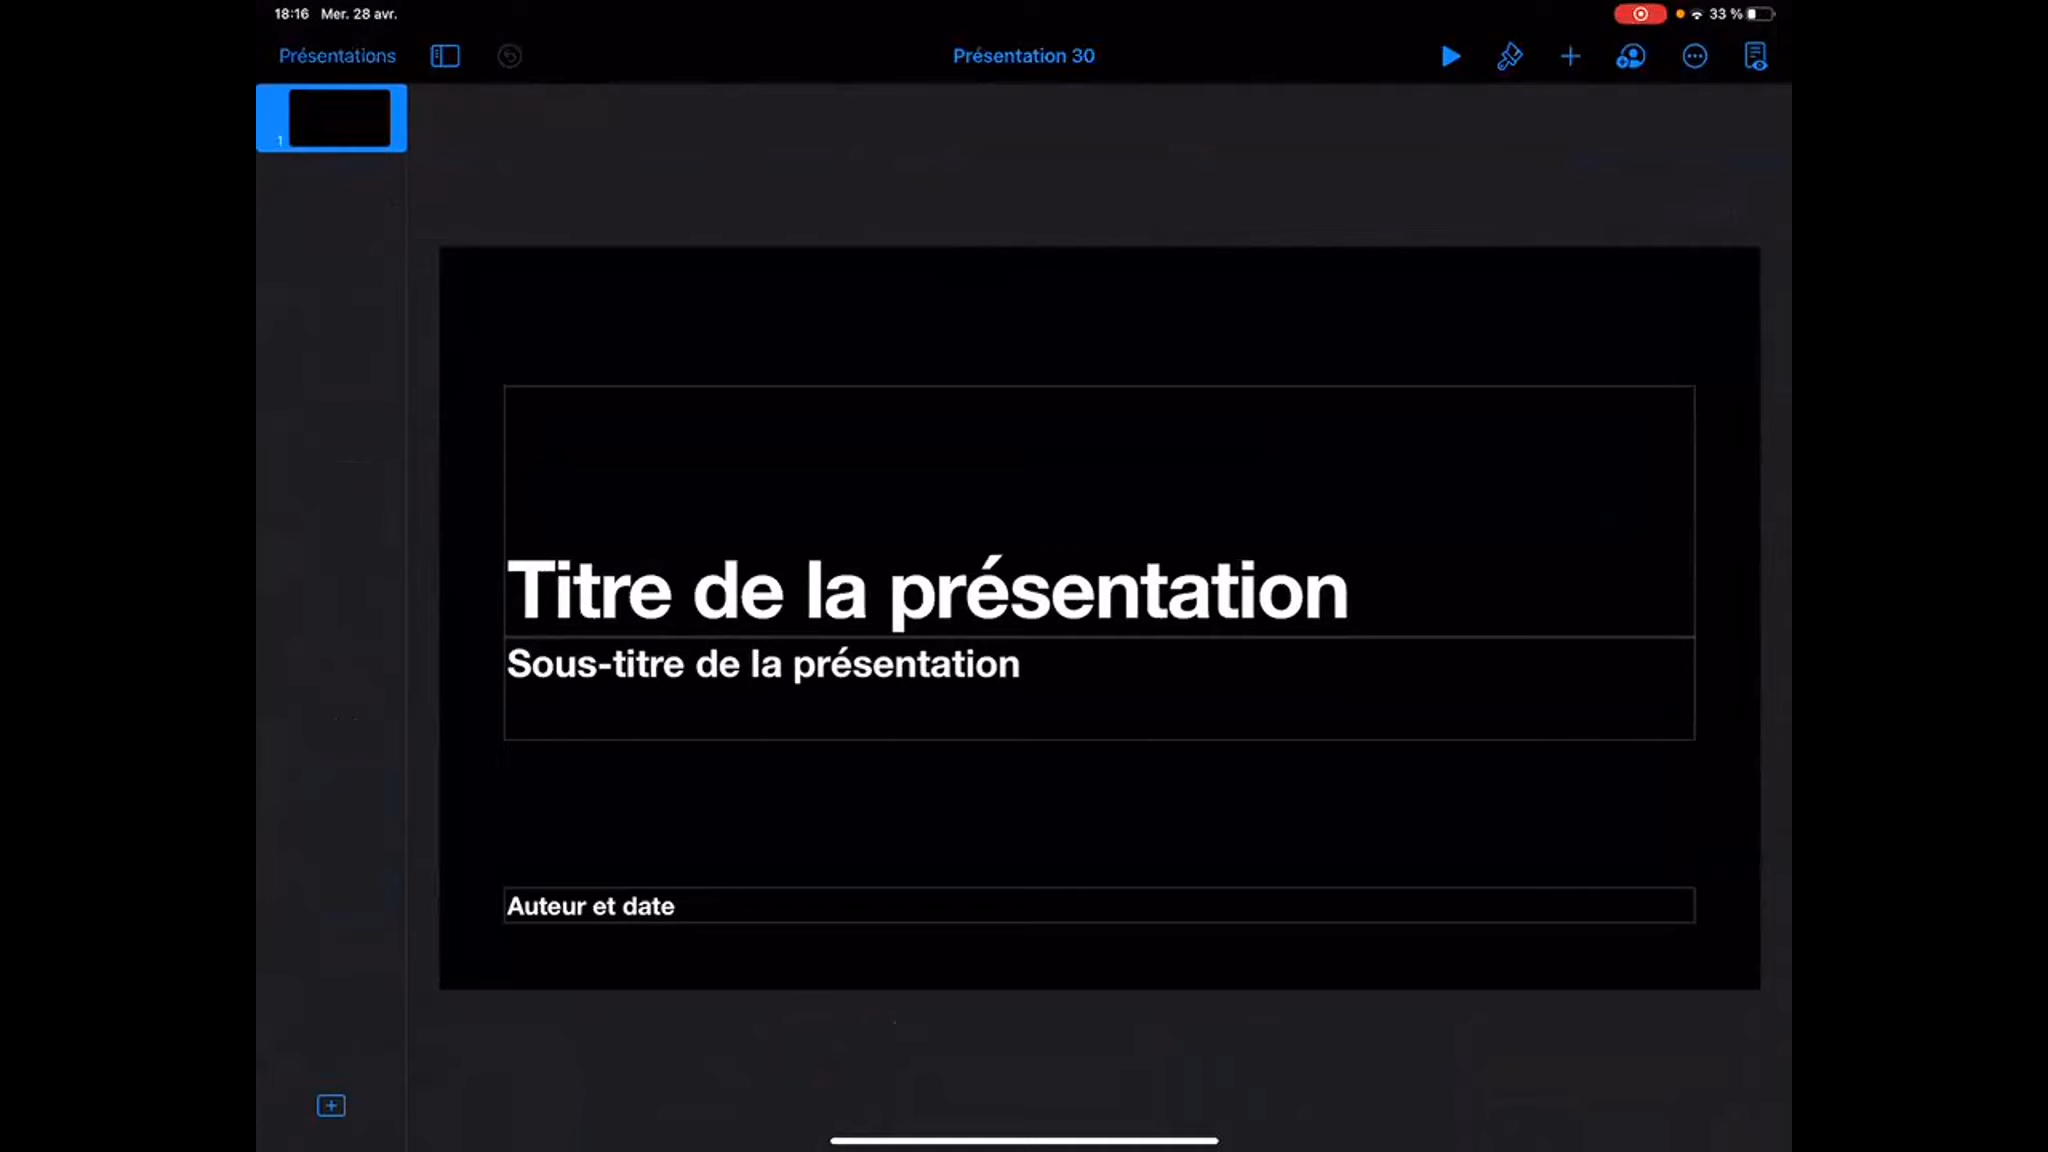 18:16 Mer. 28 avr.
33 %
Présentations
Présentation 30
1
Titre de la présentation
Sous-titre de la présentation
Auteur et date